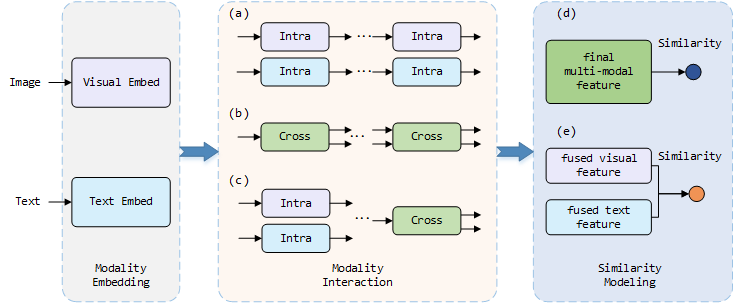 Image
Visual Embed
Text
Text Embed
Modality
Embedding
(a)
Intra
...
Intra
Intra
...
Intra
(b)
Cross
...
Cross
(c)
Intra
Intra
...
Cross
Modality
Interaction
(d)
final
multi-modal
feature
Similarity
(e)
fused visual
feature
fused text
feature
Similarity
Similarity
Modeling